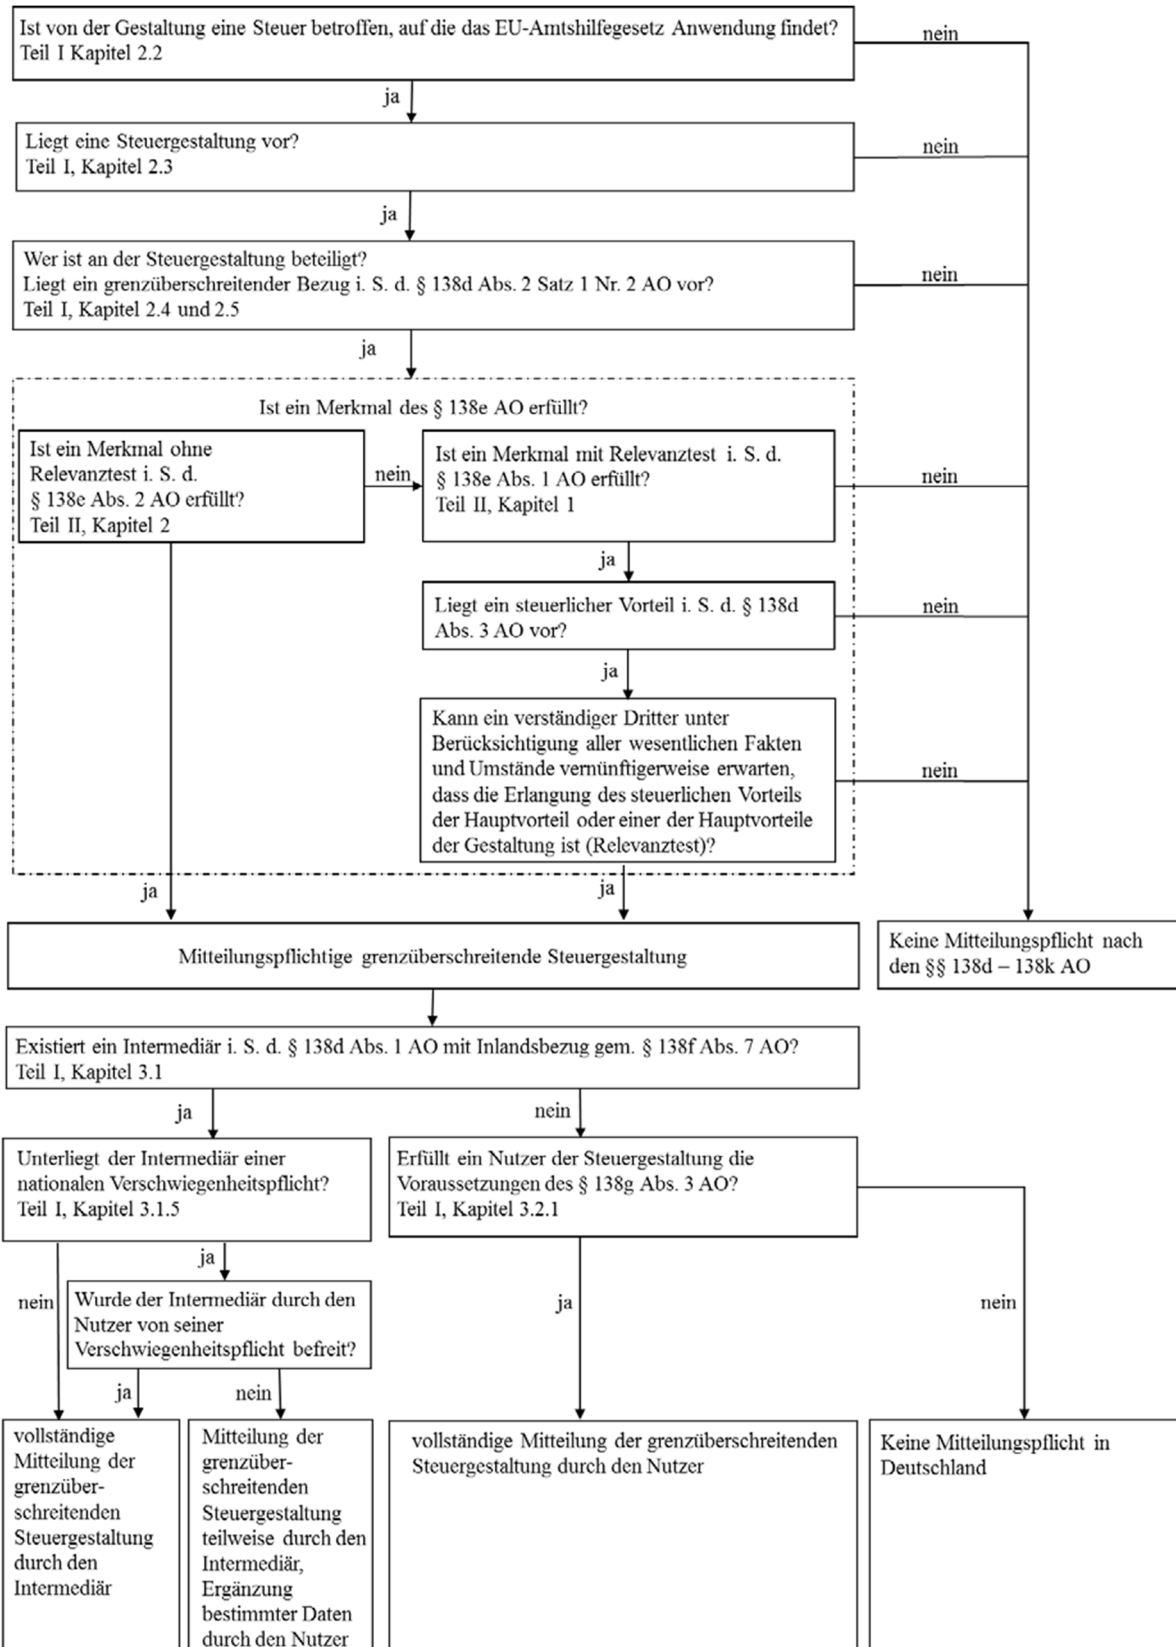 Ist von der Gestaltung eine Steuer betroffen, auf die das EU-Amtshilfegesetz Anwendung findet?
Teil I Kapitel 2.2
nein
ja
Liegt eine Steuergestaltung vor?
Teil I, Kapitel 2.3
nein
ja
Wer ist an der Steuergestaltung beteiligt?
Liegt ein grenzüberschreitender Bezug i. S. d. § 138d Abs. 2 Satz 1 Nr. 2 AO vor?
Teil I, Kapitel 2.4 und 2.5
nein
ja
Ist ein Merkmal des § 138e AO erfüllt?
Ist ein Merkmal ohne
Relevanztest i. S. d.
§ 138e Abs. 2 AO erfüllt?
Teil II, Kapitel 2
nein
Ist ein Merkmal mit Relevanztest i. S. d.
§ 138e Abs. 1 AO erfüllt?
Teil II, Kapitel 1
nein
ja
Liegt ein steuerlicher Vorteil i. S. d. § 138d
Abs. 3 AO vor?
nein
ja
Kann ein verständiger Dritter unter
Berücksichtigung aller wesentlichen Fakten
und Umstände vernünftigerweise erwarten,
dass die Erlangung des steuerlichen Vorteils
der Hauptvorteil oder einer der Hauptvorteile
der Gestaltung ist (Relevanztest)?
nein
ja
ja
Mitteilungspflichtige grenzüberschreitende Steuergestaltung
Keine Mitteilungspflicht nach
den §§ 138d – 138k AO
Existiert ein Intermediär i. S. d. § 138d Abs. 1 AO mit Inlandsbezug gem. § 138f Abs. 7 AO?
Teil I, Kapitel 3.1
ja
nein
Unterliegt der Intermediär einer
nationalen Verschwiegenheitspflicht?
Teil I, Kapitel 3.1.5
Erfüllt ein Nutzer der Steuergestaltung die
Voraussetzungen des § 138g Abs. 3 AO?
Teil I, Kapitel 3.2.1
ja
nein
Wurde der Intermediär durch den
Nutzer von seiner
Verschwiegenheitspflicht befreit?
ja
nein
ja
nein
vollständige
Mitteilung der
grenzüber-
schreitenden
Steuergestaltung
durch den
Intermediär
Mitteilung der
grenzüber-
schreitenden
Steuergestaltung
teilweise durch den
Intermediär,
Ergänzung
bestimmter Daten
durch den Nutzer
vollständige Mitteilung der grenzüberschreitenden
Steuergestaltung durch den Nutzer
Keine Mitteilungspflicht in
Deutschland